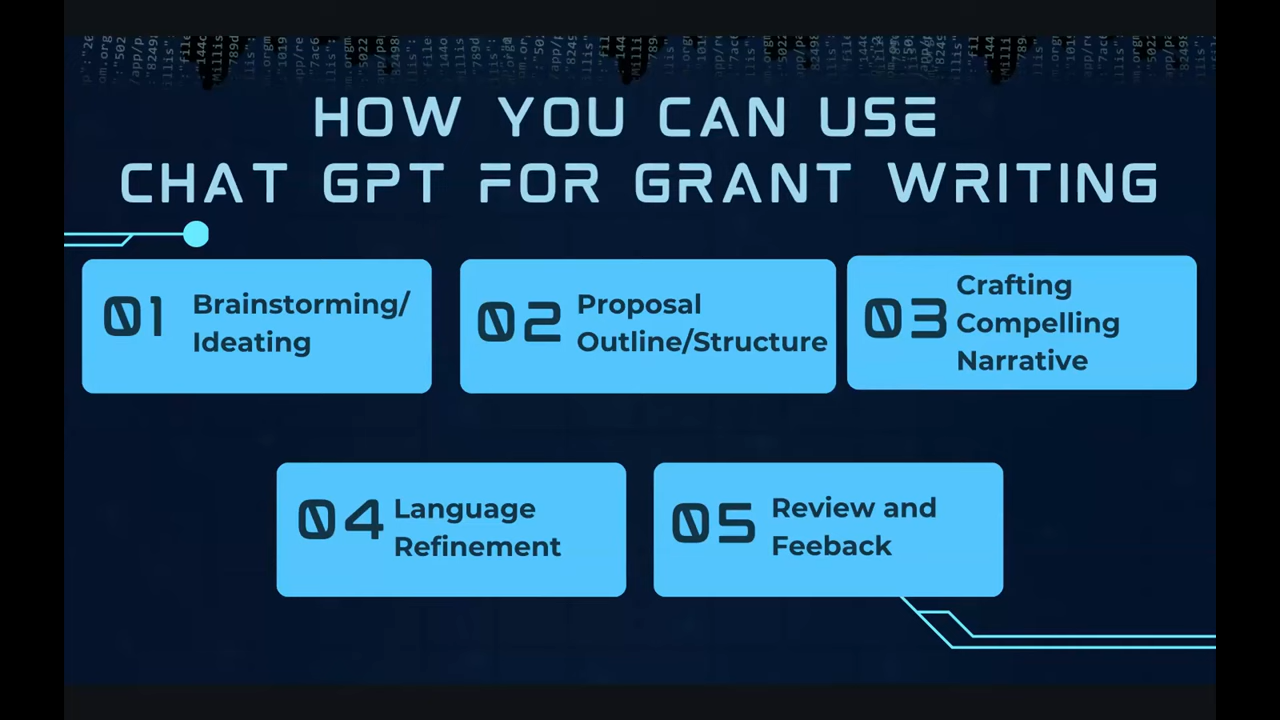 HOW YOU CAN USE
CHAT GPT FOR GRANT WRITING
01
Brainstorming/
Ideating
02
Proposal
Outline/Structure
03
Crafting
Compelling
Narrative
04
Language
Refinement
05
Review and
Feeback